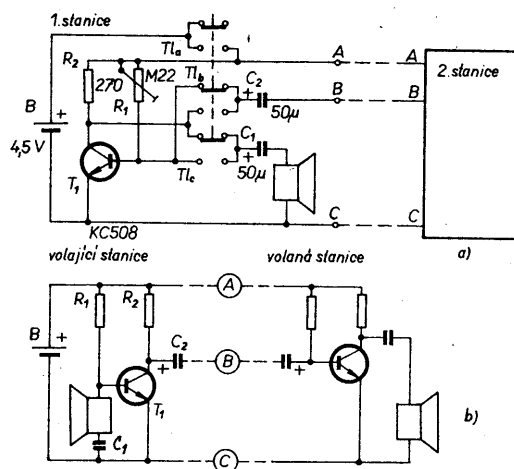 1.stanice
Tl a
R2
270
M22
R1
Tl b
C2
50µ
B
+
4,5 V
T1
KC508
Tl c
C1
+
50µ
A
B
C
A
B
C
2.stanice
a)
volající stanice
volaná stanice
B
+
R1
R2
C2
+
T1
C1
A
B
C
+
b)